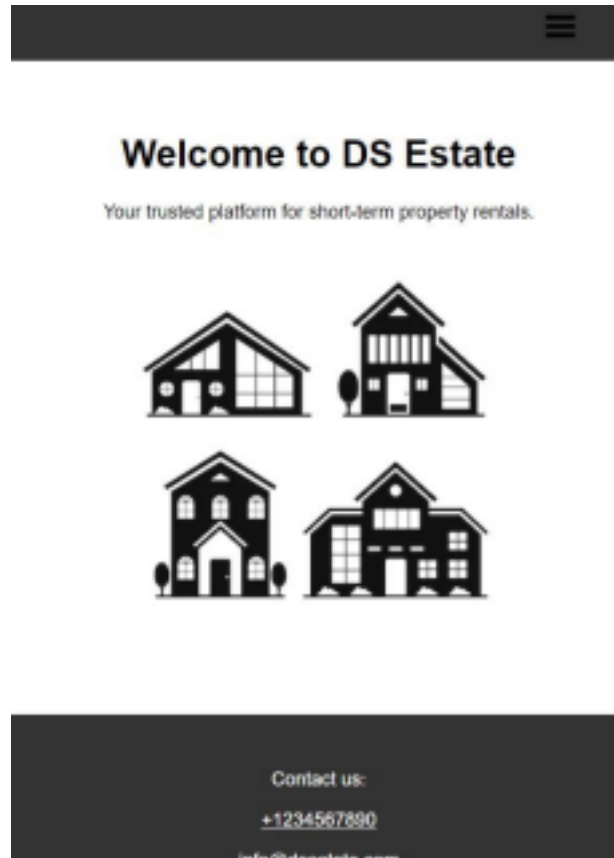 Welcome to DS Estate
Your trusted platform for short-term property rentals.
Contact us:
+1234567890